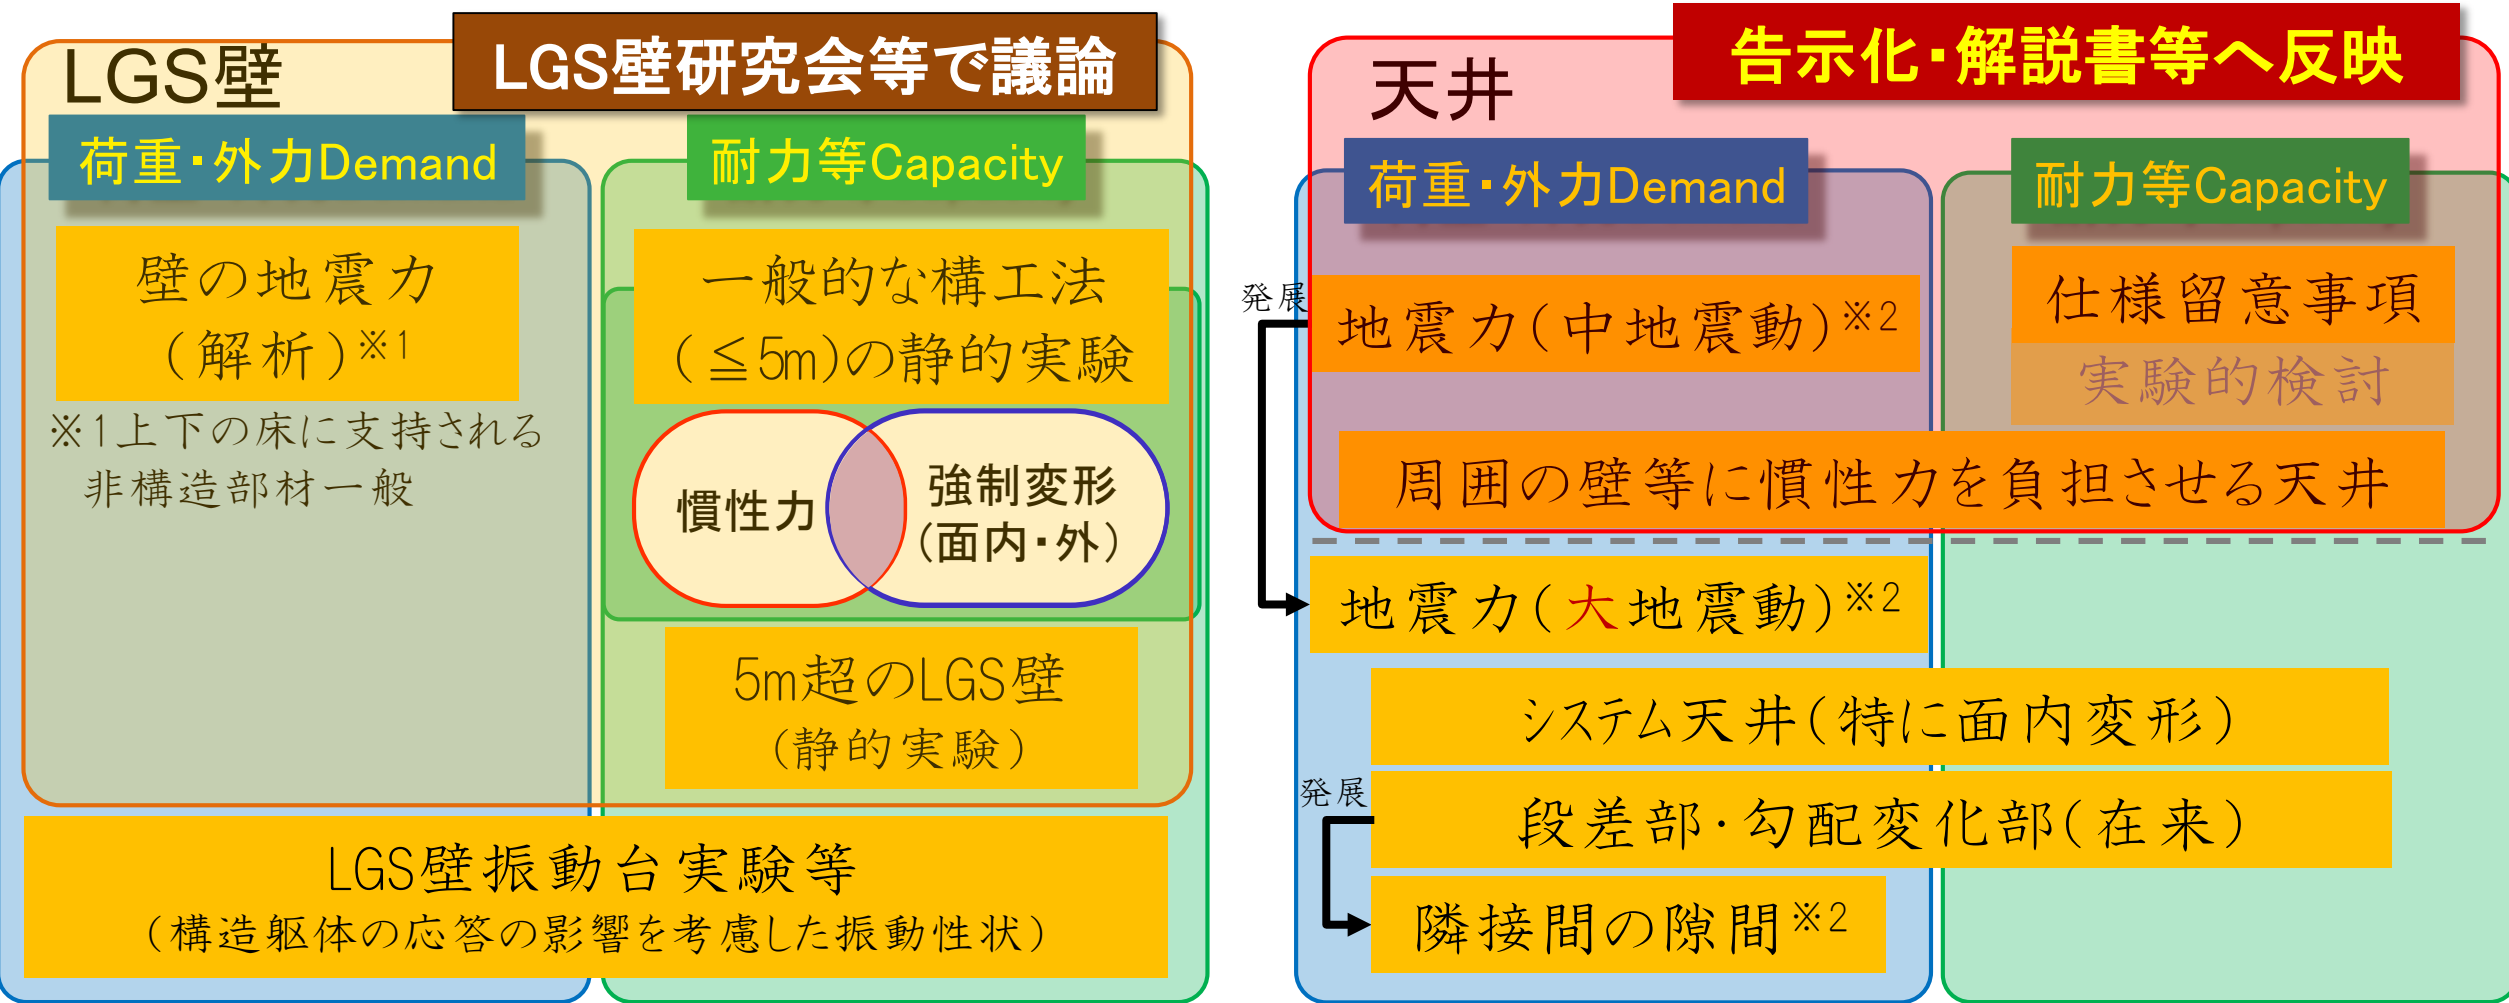 LGS壁
LGS壁研究会等で議論
荷重・外力Demand
耐力等Capacity
壁の地震力
(解析)※1
※1上下の床に支持される
非構造部材一般
一般的な構工法
(≦5m)の静的実験
慣性力
強制変形
(面内・外)
5m超のLGS壁
(静的実験)
LGS壁振動台実験等
(構造躯体の応答の影響を考慮した振動性状)
天井
告示化・解説書等へ反映
荷重・外力Demand
耐力等Capacity
発展
地震力(中地震動)※2
仕様留意事項
実験的検討
周囲の壁等に慣性力を負担させる天井
地震力(大地震動)※2
システム天井(特に面内変形)
発展
段差部・勾配変化部(在来)
隣接間の隙間※2